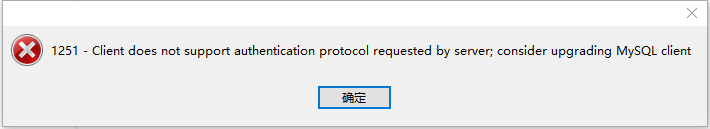 1251 - Client does not support authentication protocol requested by server; consider upgrading MySQL client
确定